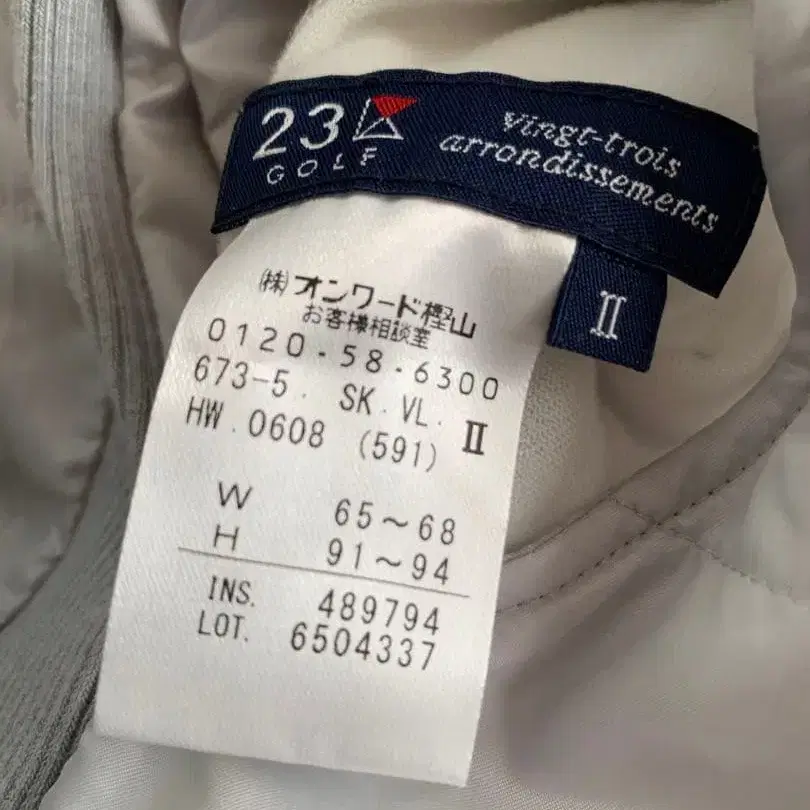 23
GOLF
vingt-trois
arrondissements
II
(株)オンワード樫山
お客様相談室
0120-58-6300
673-5. SK. VL. II
HW. 0608 (591)
W 65~68
H 91~94
INS. 489794
LOT. 6504337